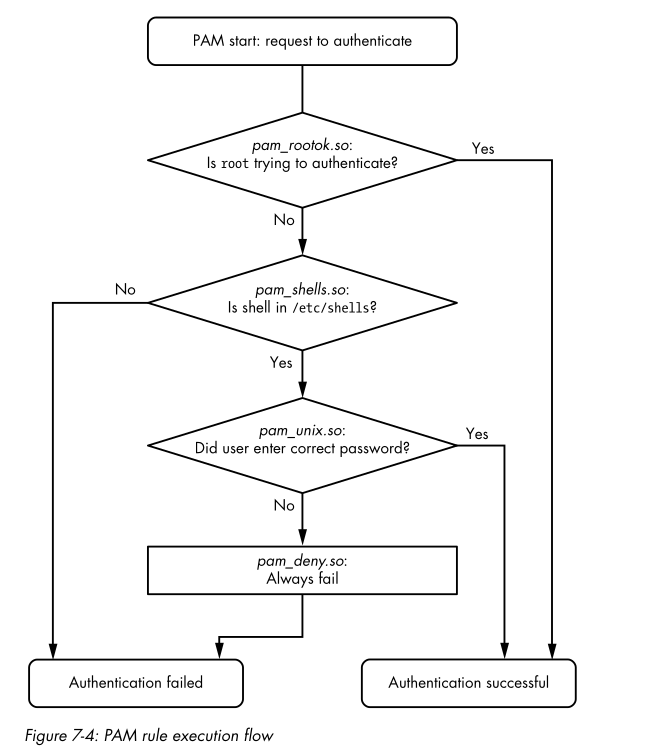 PAM start: request to authenticate
pam_rootok.so:
Is root trying to authenticate?
Yes
No
pam_shells.so:
Is shell in /etc/shells?
No
Yes
pam_unix.so:
Did user enter correct password?
Yes
No
pam_deny.so:
Always fail
Authentication failed
Authentication successful
Figure 7-4: PAM rule execution flow